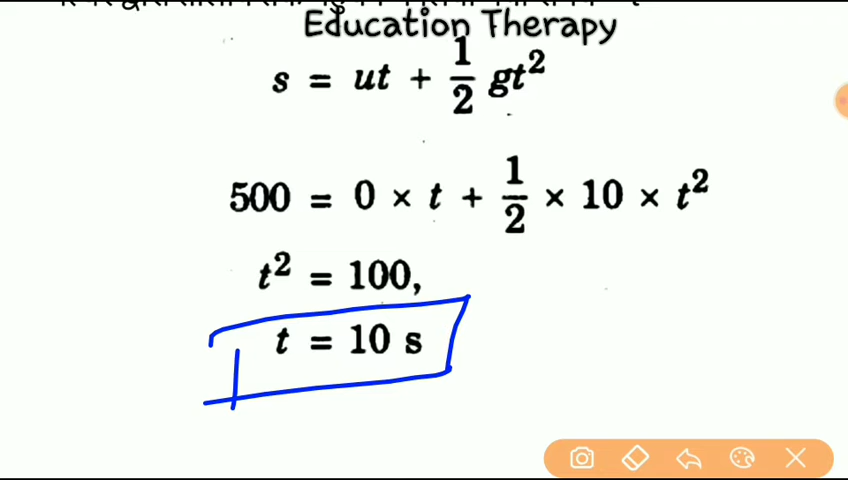 Education Therapy
s = ut + 1/2 gt²
500 = 0 × t + 1/2 × 10 × t²
t² = 100,
t = 10 s